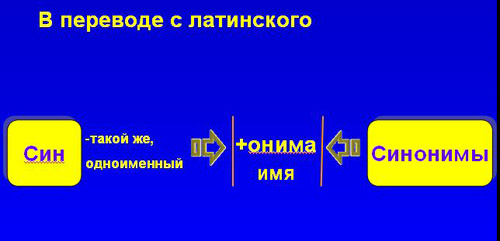 В переводе с латинского
Син
-такой же,
одноименный
+онима
имя
Синонимы